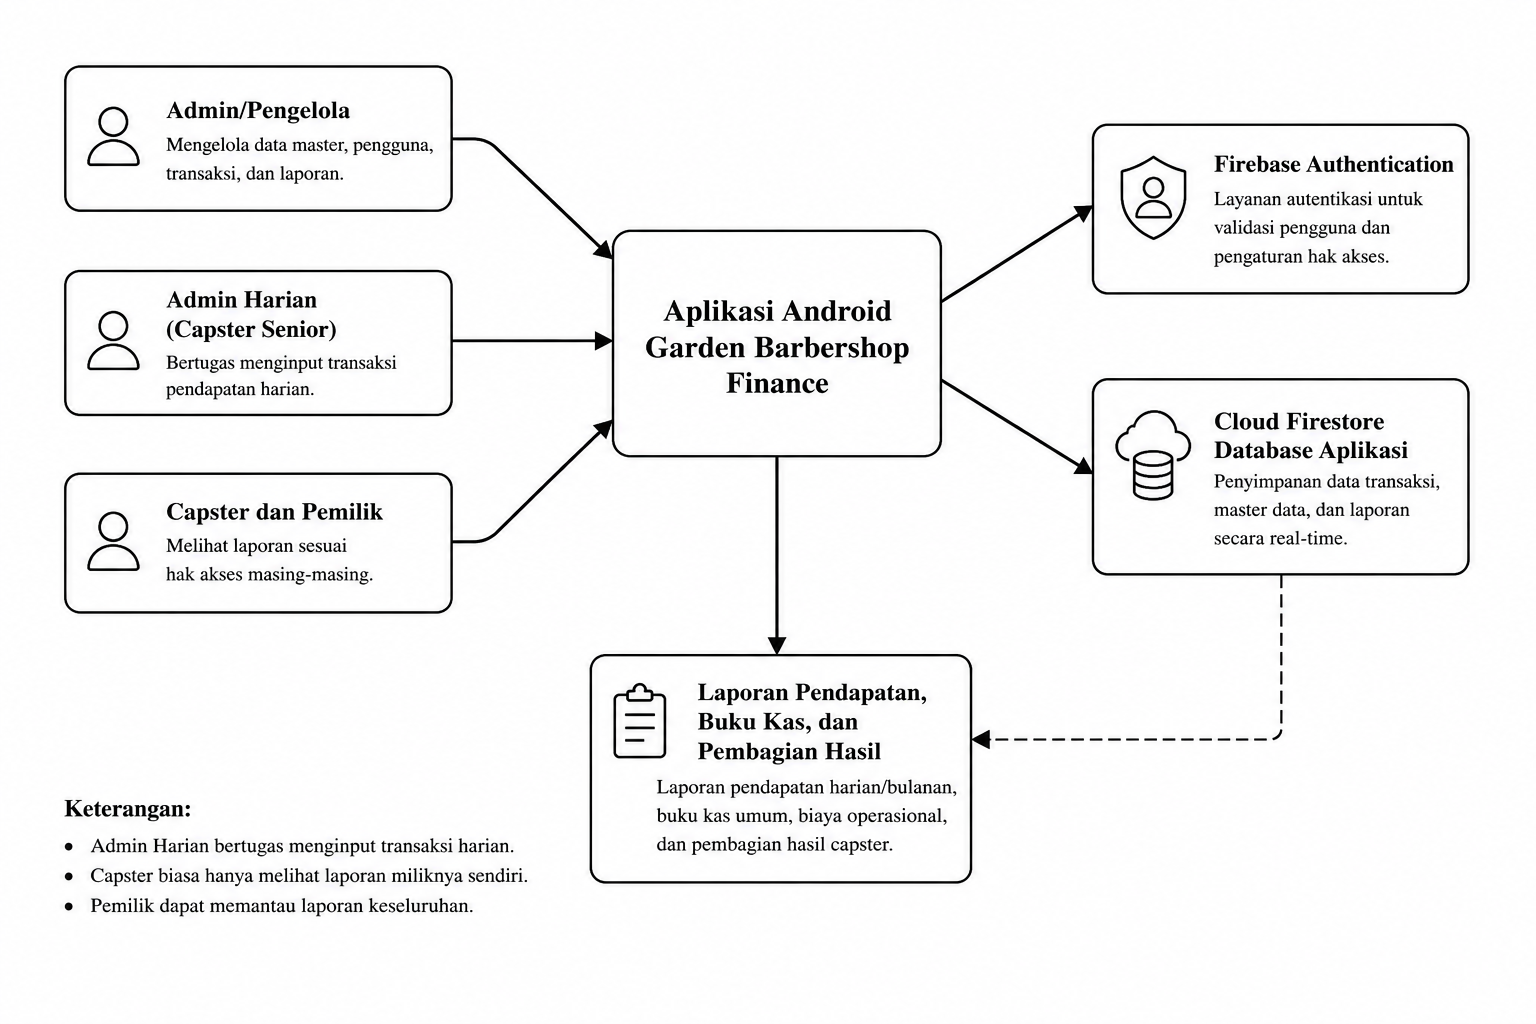 Admin/Pengelola
Mengelola data master, pengguna,
transaksi, dan laporan.
Admin Harian
(Capster Senior)
Bertugas menginput transaksi
pendapatan harian.
Capster dan Pemilik
Melihat laporan sesuai
hak akses masing-masing.
Aplikasi Android
Garden Barbershop
Finance
Firebase Authentication
Layanan autentikasi untuk
validasi pengguna dan
pengaturan hak akses.
Cloud Firestore
Database Aplikasi
Penyimpanan data transaksi,
master data, dan laporan
secara real-time.
Laporan Pendapatan,
Buku Kas, dan
Pembagian Hasil
Laporan pendapatan harian/bulanan,
buku kas umum, biaya operasional,
dan pembagian hasil capster.
Keterangan:
• Admin Harian bertugas menginput transaksi harian.
• Capster biasa hanya melihat laporan miliknya sendiri.
• Pemilik dapat memantau laporan keseluruhan.